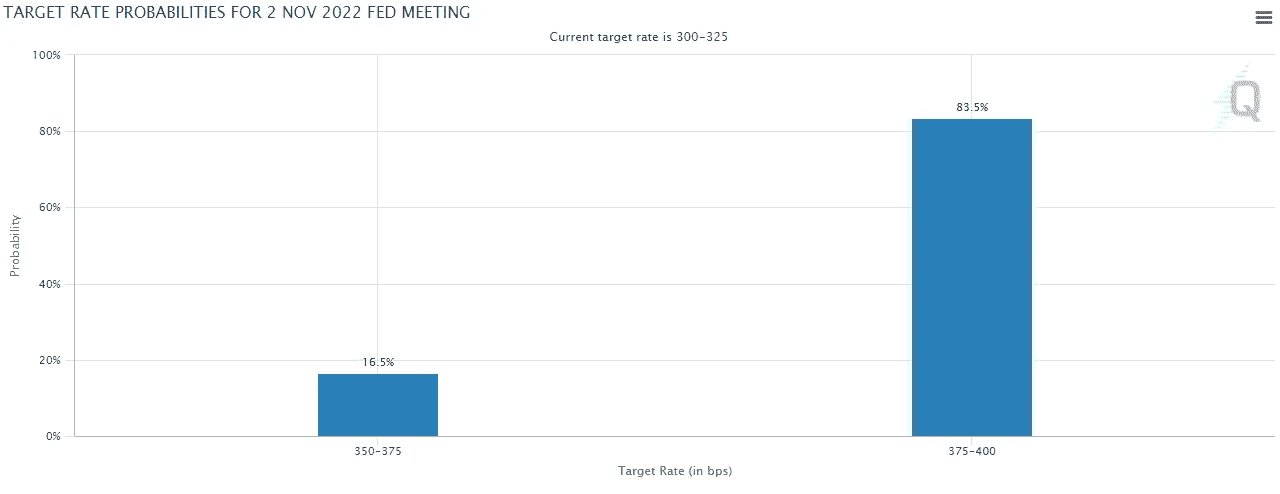 TARGET RATE PROBABILITIES FOR 2 NOV 2022 FED MEETING
Current target rate is 300-325
100%
80%
60%
40%
20%
0%
Probability
16.5%
83.5%
350-375
375-400
Target Rate (in bps)
Q